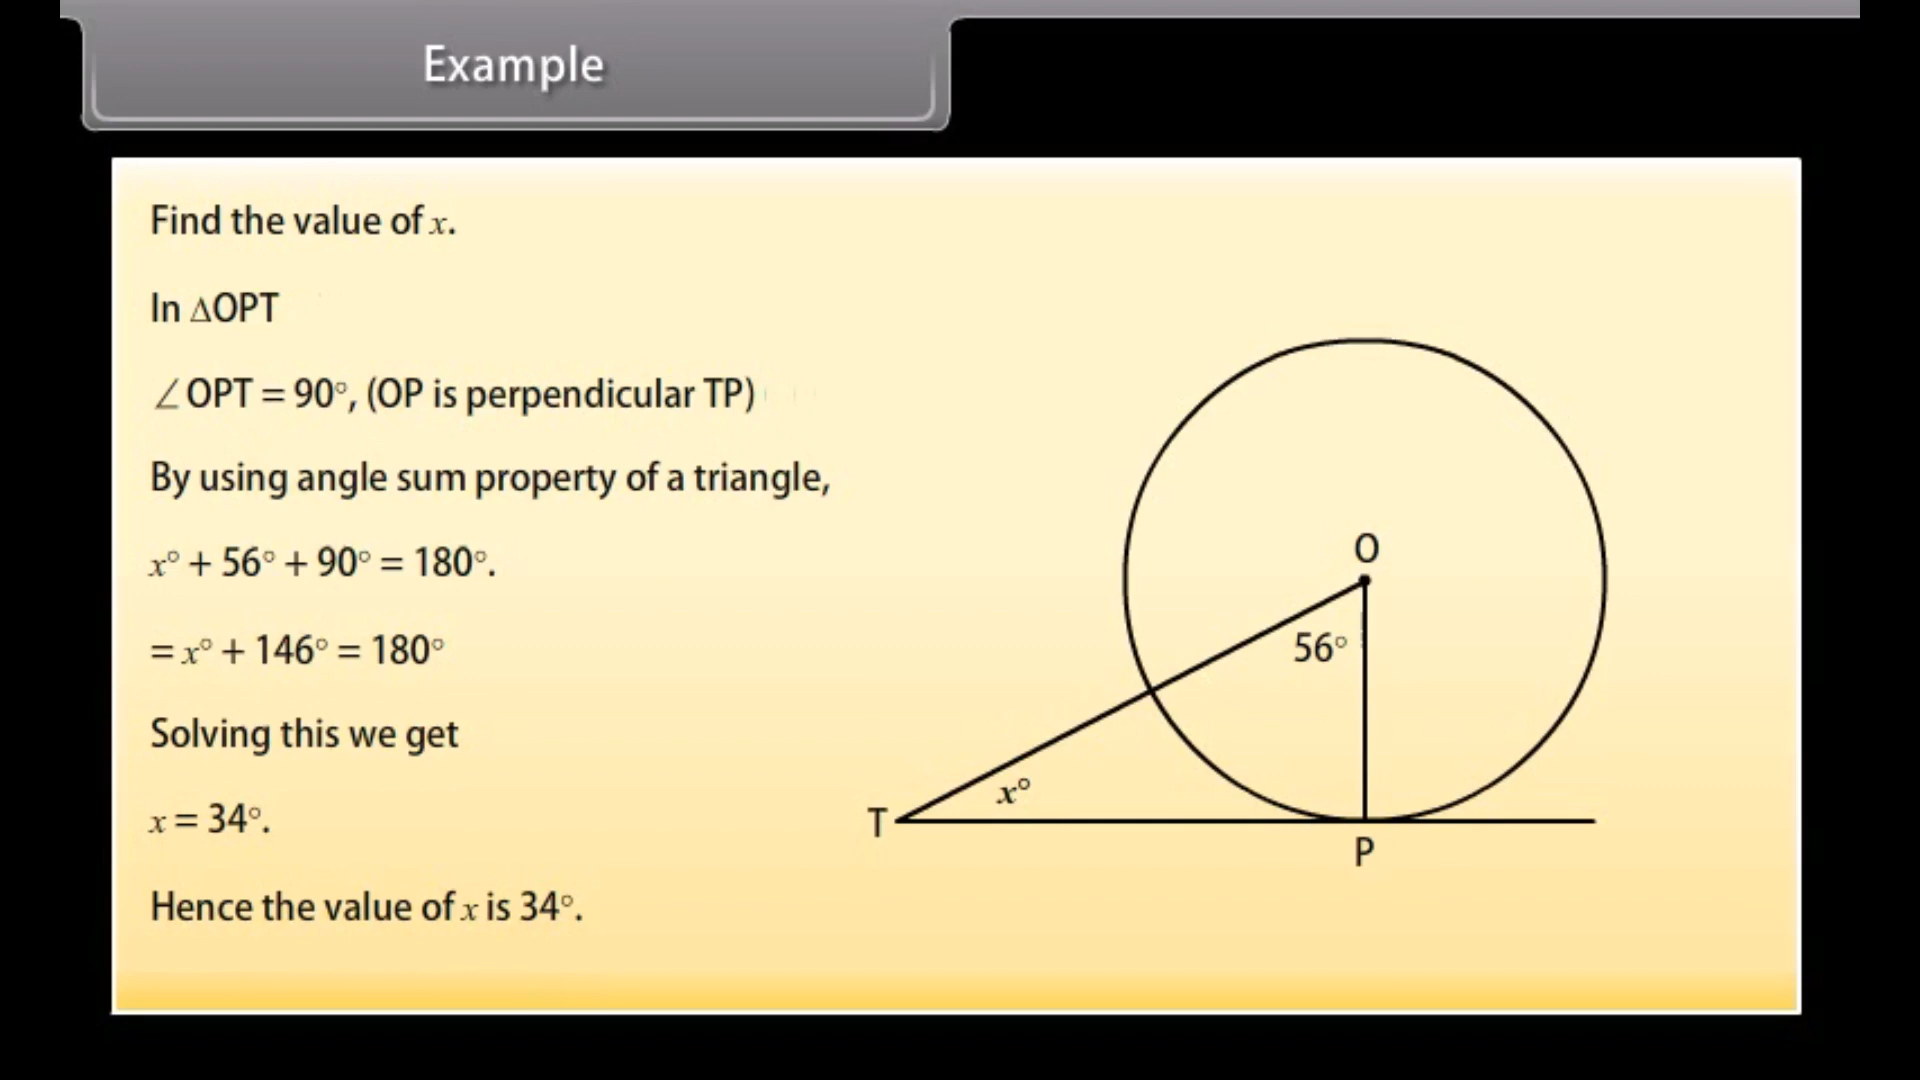 Example
Find the value of x.
In ∆OPT
∠OPT = 90°, (OP is perpendicular TP)
By using angle sum property of a triangle,
x° + 56° + 90° = 180°.
= x° + 146° = 180°
Solving this we get
x = 34°.
Hence the value of x is 34°.
O
56°
x°
T
P